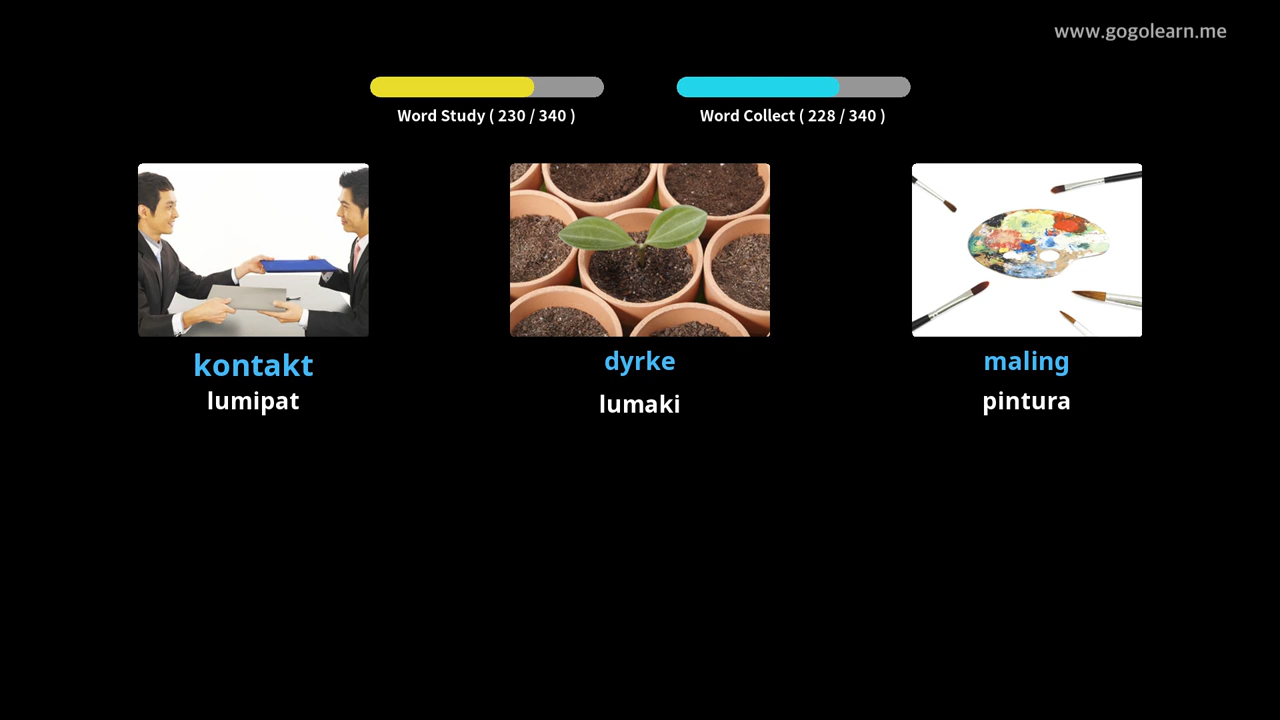 www.gogolearn.me
Word Study ( 230 / 340 )
Word Collect ( 228 / 340 )
kontakt
lumipat
dyrke
lumaki
maling
pintura